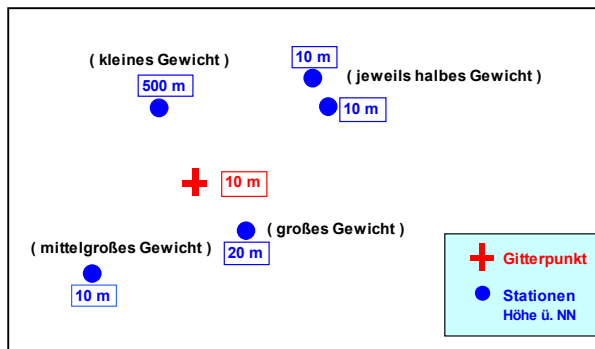 10 m
( kleines Gewicht )
( jeweils halbes Gewicht)
500 m
10 m
10 m
( großes Gewicht )
( mittelgroßes Gewicht)
20 m
10 m
Gitterpunkt
Stationen
Höhe ü. NN